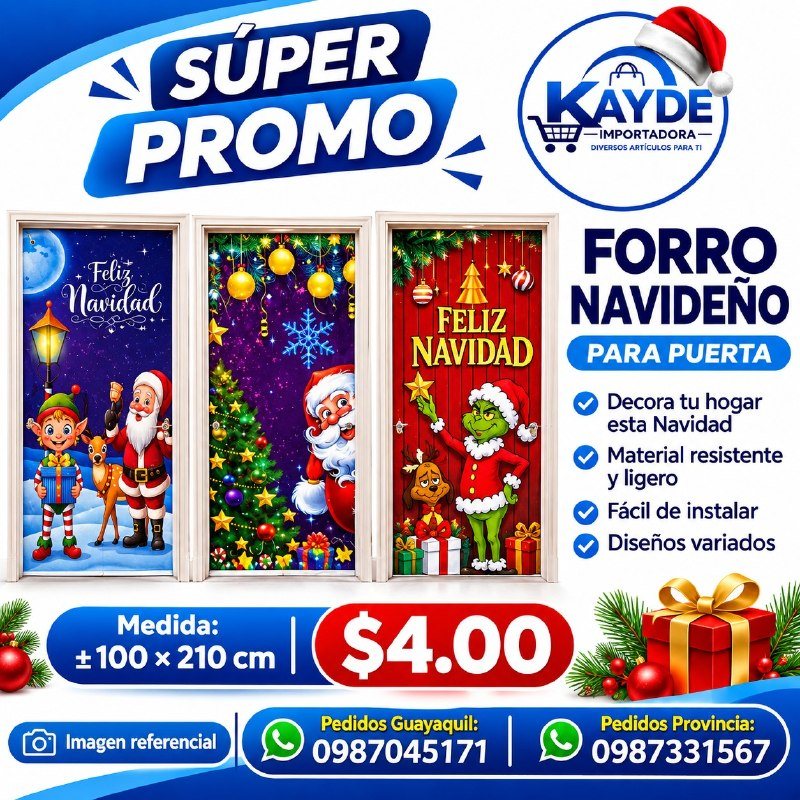 SÚPER
PROMO
KAYDE
IMPORTADORA
DIVERSOS ARTÍCULOS PARA TI
Feliz
Navidad
FELIZ
NAVIDAD
FORRO
NAVIDEÑO
PARA PUERTA
Decora tu hogar
esta Navidad
Material resistente
y ligero
Fácil de instalar
Diseños variados
Medida:
±100 × 210 cm
$4.00
Imagen referencial
Pedidos Guayaquil:
0987045171
Pedidos Provincia:
0987331567